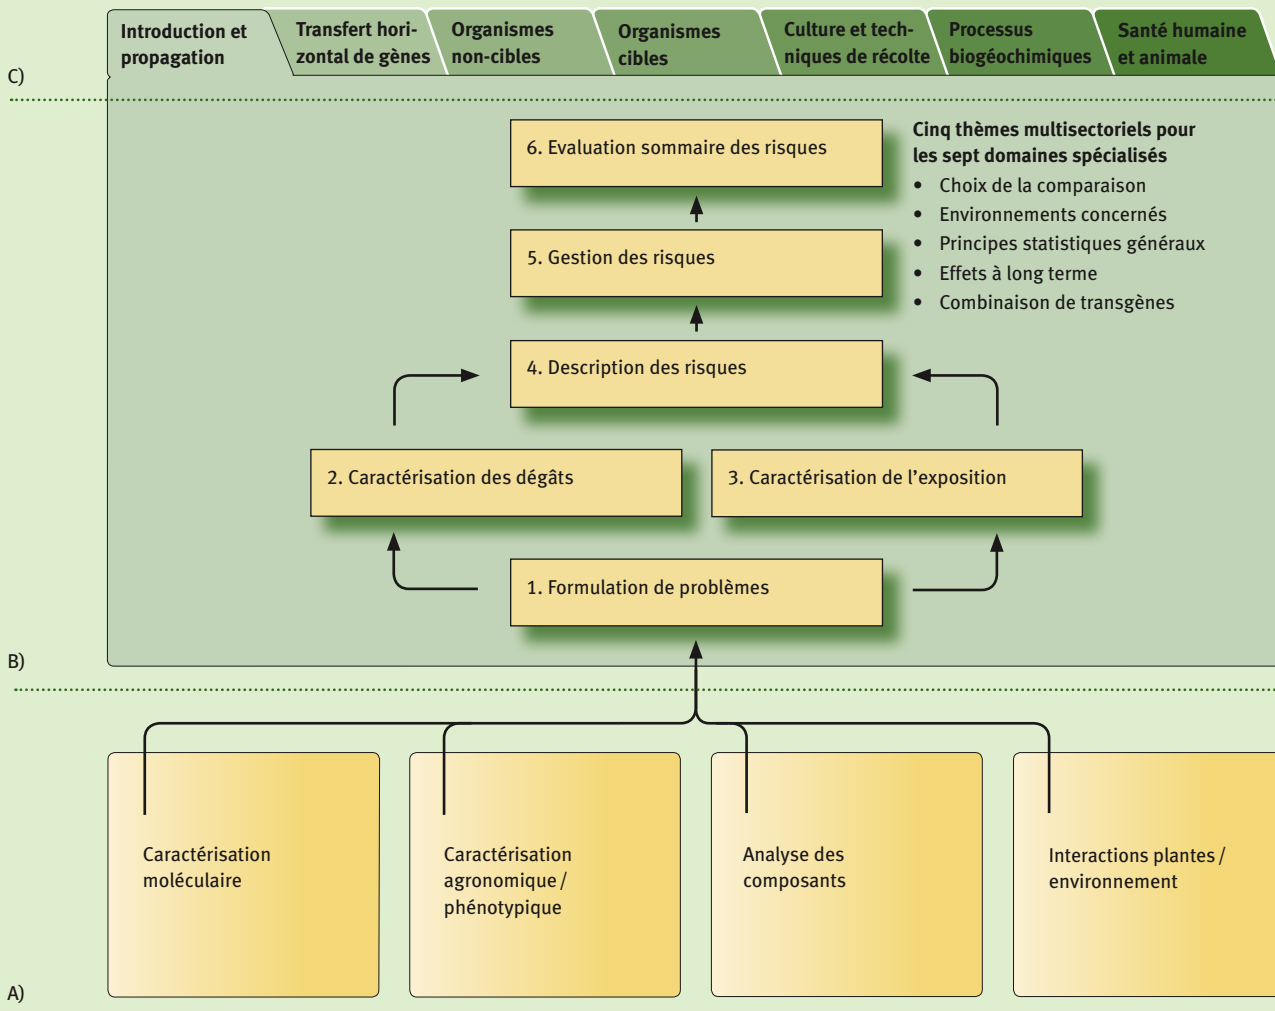 Introduction et
propagation
Transfert hori-
zontal de gènes
Organismes
non-cibles
Organismes
cibles
Culture et tech-
niques de récolte
Processus
biogéochimiques
Santé humaine
et animale
C)
6. Evaluation sommaire des risques
Cinq thèmes multisectoriels pour
les sept domaines spécialisés
• Choix de la comparaison
• Environnements concernés
• Principes statistiques généraux
• Effets à long terme
• Combinaison de transgènes
5. Gestion des risques
4. Description des risques
2. Caractérisation des dégâts
3. Caractérisation de l’exposition
1. Formulation de problèmes
B)
Caractérisation
moléculaire
Caractérisation
agronomique /
phénotypique
Analyse des
composants
Interactions plantes /
environnement
A)